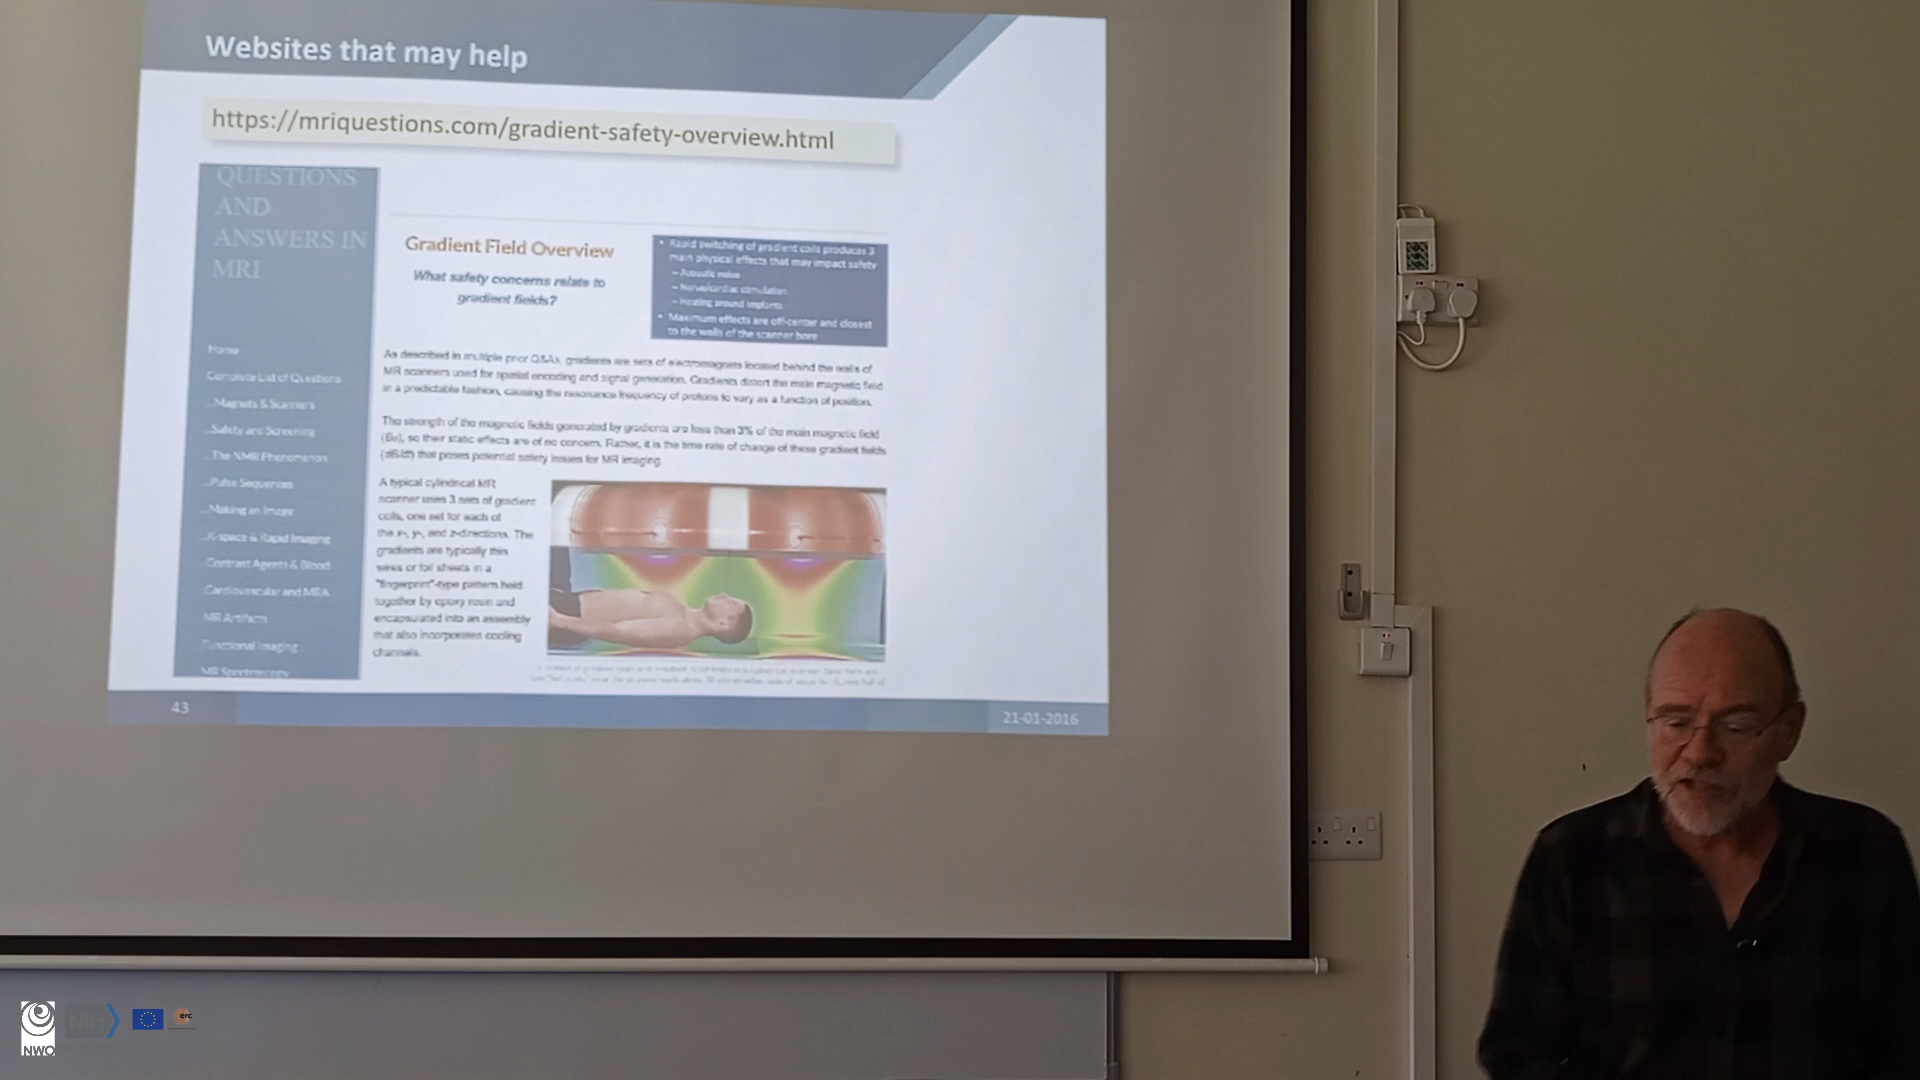 Websites that may help
https://mriquestions.com/gradient-safety-overview.html
QUESTIONS
AND
ANSWERS IN
MRI
Home
Complete List of Questions
...Magnets & Scanners
...Safety and Screening
...The NMR Phenomenon
...Pulse Sequences
...Making an Image
...K-space & Rapid Imaging
...Contrast Agents & Blood
...Cardiovascular and MRA
...MR Artifacts
...Functional Imaging
...MR Spectroscopy
Gradient Field Overview
What safety concerns relate to
gradient fields?
• Rapid switching of gradient coils produces 3
main physical effects that may impact safety
– Acoustic noise
– Nerve/cardiac stimulation
– Heating around implants
• Maximum effects are off-center and closest
to the walls of the scanner bore
As described in multiple prior Q&As, gradients are sets of electromagnets located behind the walls of
MR scanners used for spatial encoding and signal generation. Gradients distort the main magnetic field
in a predictable fashion, causing the resonance frequency of protons to vary as a function of position.
The strength of the magnetic fields generated by gradients are less than 3% of the main magnetic field
(Bo), so their static effects are of no concern. Rather, it is the time rate of change of these gradient fields
(dB/dt) that poses potential safety issues for MR imaging.
A typical cylindrical MR
scanner uses 3 sets of gradient
coils, one set for each of
the x-, y-, and z-directions. The
gradients are typically thin
wires or foil sheets in a
"fingerprint"-type pattern held
together by epoxy resin and
encapsulated into an assembly
that also incorporates cooling
channels.
43
21-01-2016
NWO
NIH
erc